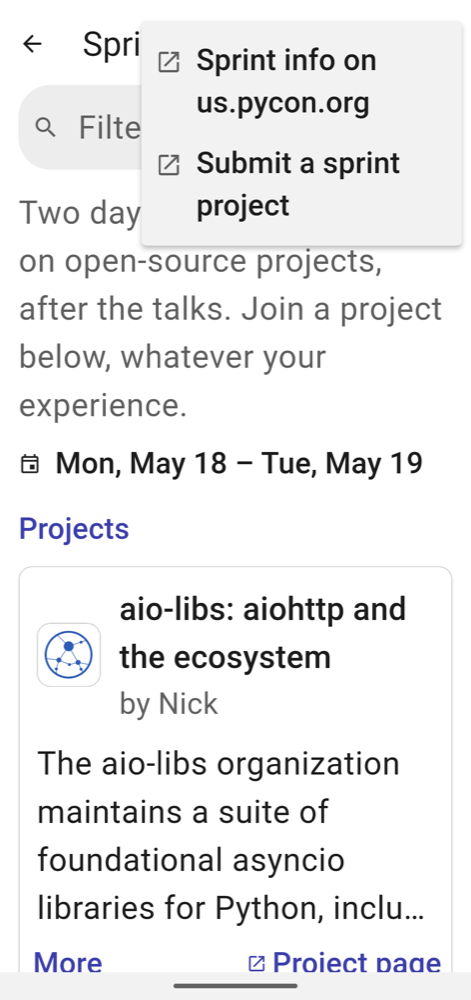 Spri
Sprint info on
us.pycon.org
Submit a sprint
project
Filte
Two day
on open-source projects,
after the talks. Join a project
below, whatever your
experience.
Mon, May 18 – Tue, May 19
Projects
aio-libs: aiohttp and
the ecosystem
by Nick
The aio-libs organization
maintains a suite of
foundational asyncio
libraries for Python, inclu...
More
Project page